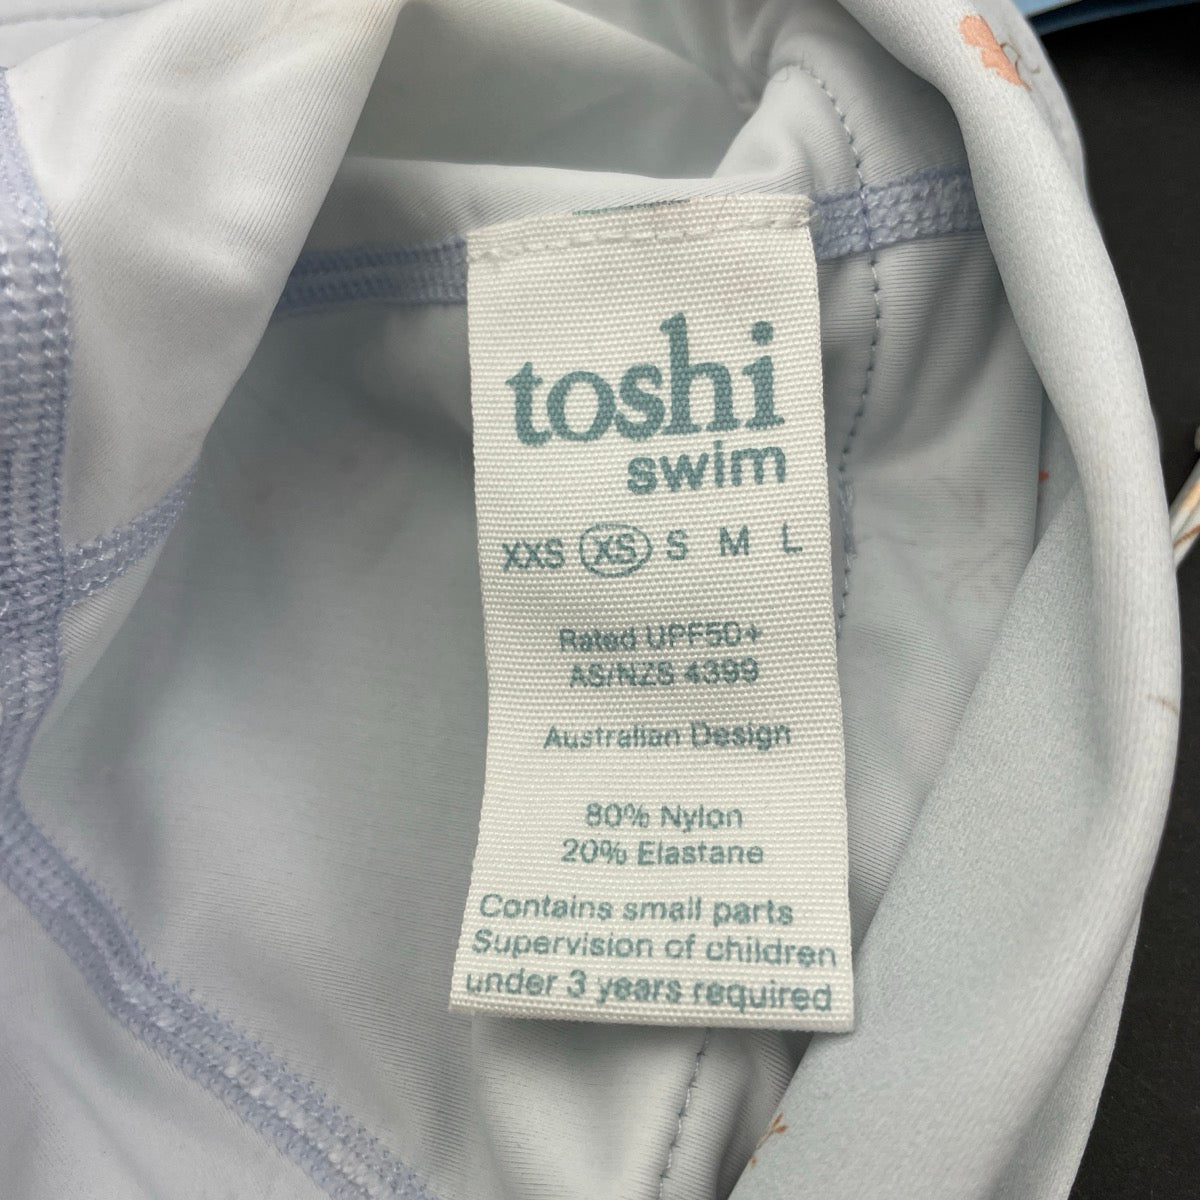 toshi
swim
XXS XS S M L
Rated UPF50+
AS/NZS 4399
Australian Design
80% Nylon
20% Elastane
Contains small parts
Supervision of children
under 3 years required